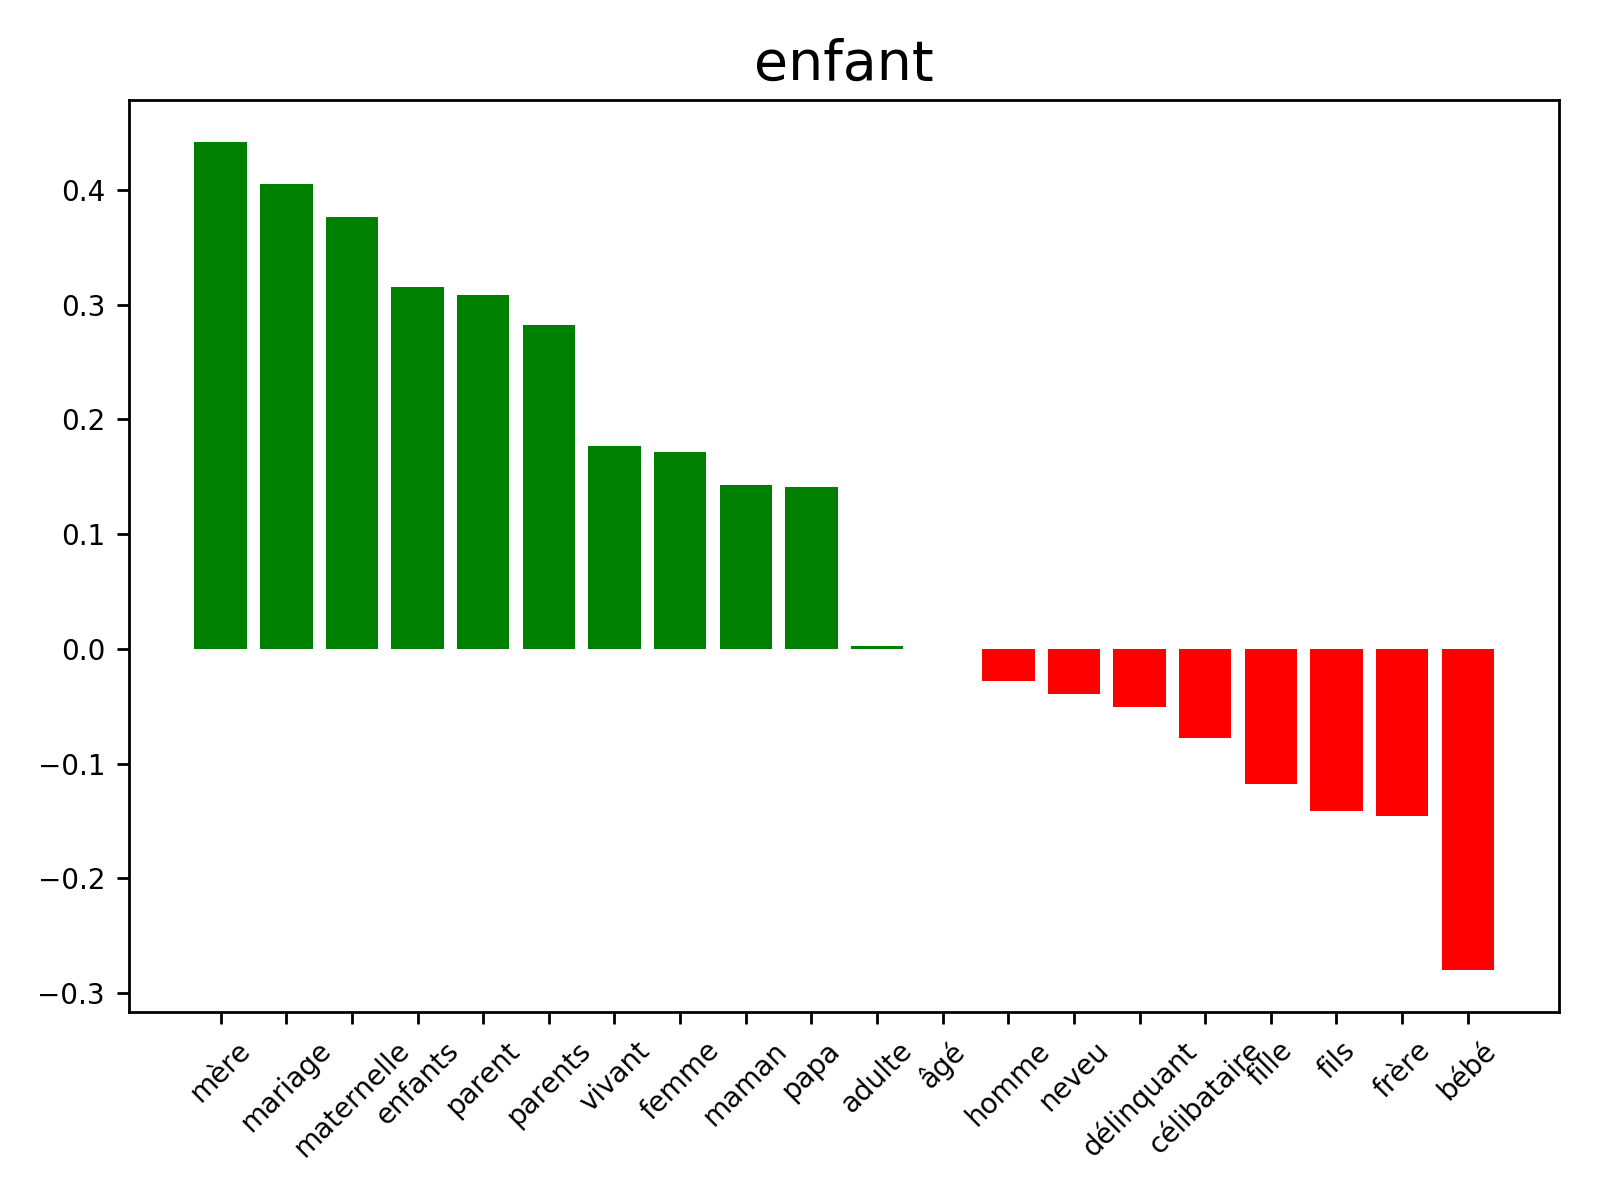 enfant
0.4
0.3
0.2
0.1
0.0
−0.1
−0.2
−0.3
mère
mariage
maternelle
enfants
parent
parents
vivant
femme
maman
papa
adulte
âgé
homme
neveu
délinquant
célibataire
fille
fils
frère
bébé